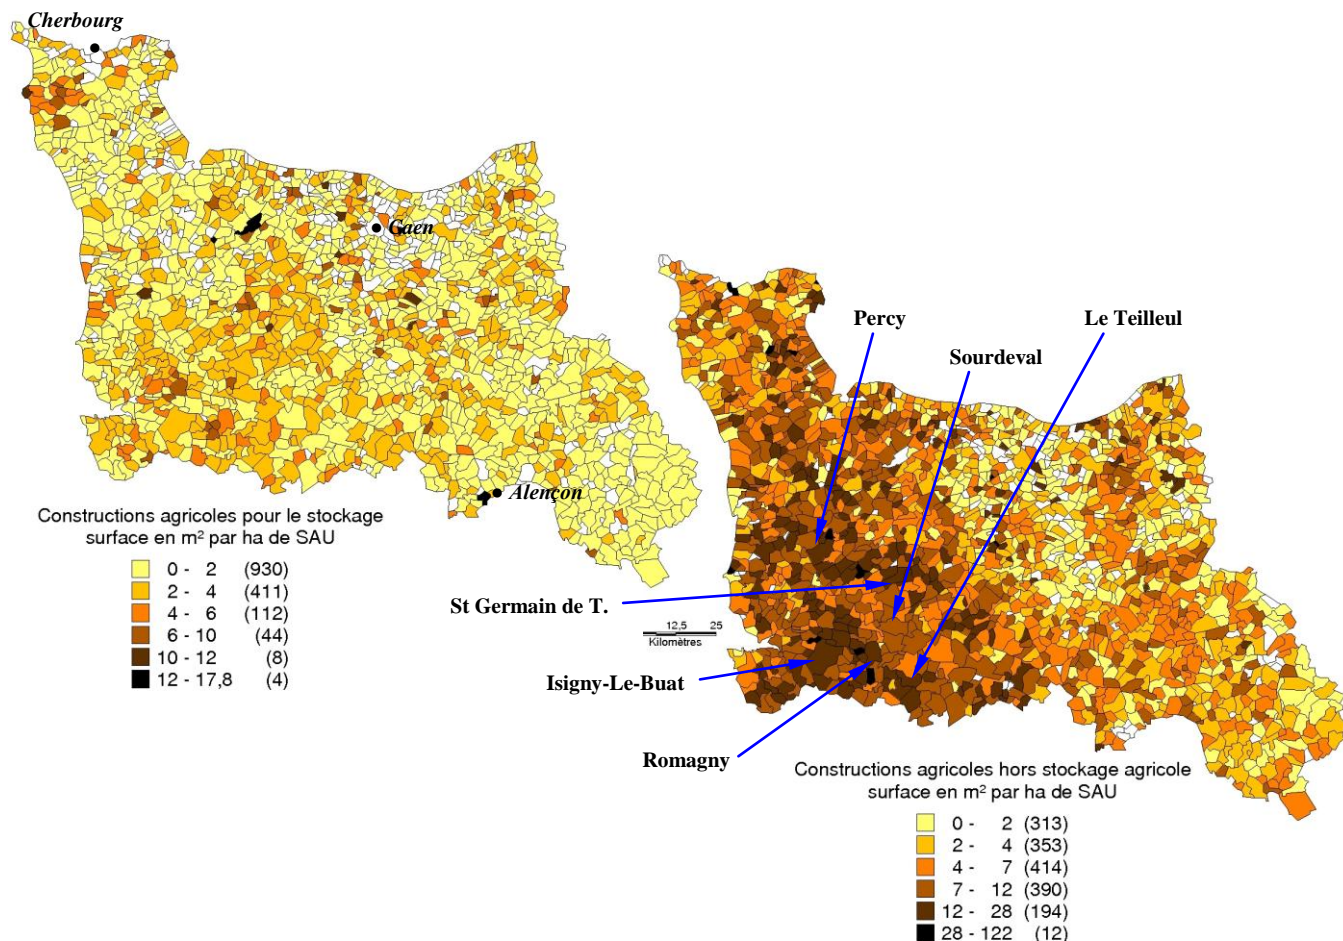 Cherbourg
Caen
Alençon
Constructions agricoles pour le stockage
surface en m² par ha de SAU
0 - 2 (930)
2 - 4 (411)
4 - 6 (112)
6 - 10 (44)
10 - 12 (8)
12 - 17,8 (4)
Percy
Le Teilleul
Sourdeval
St Germain de T.
12,5 25
Kilomètres
Isigny-Le-Buat
Romagny
Constructions agricoles hors stockage agricole
surface en m² par ha de SAU
0 - 2 (313)
2 - 4 (353)
4 - 7 (414)
7 - 12 (390)
12 - 28 (194)
28 - 122 (12)